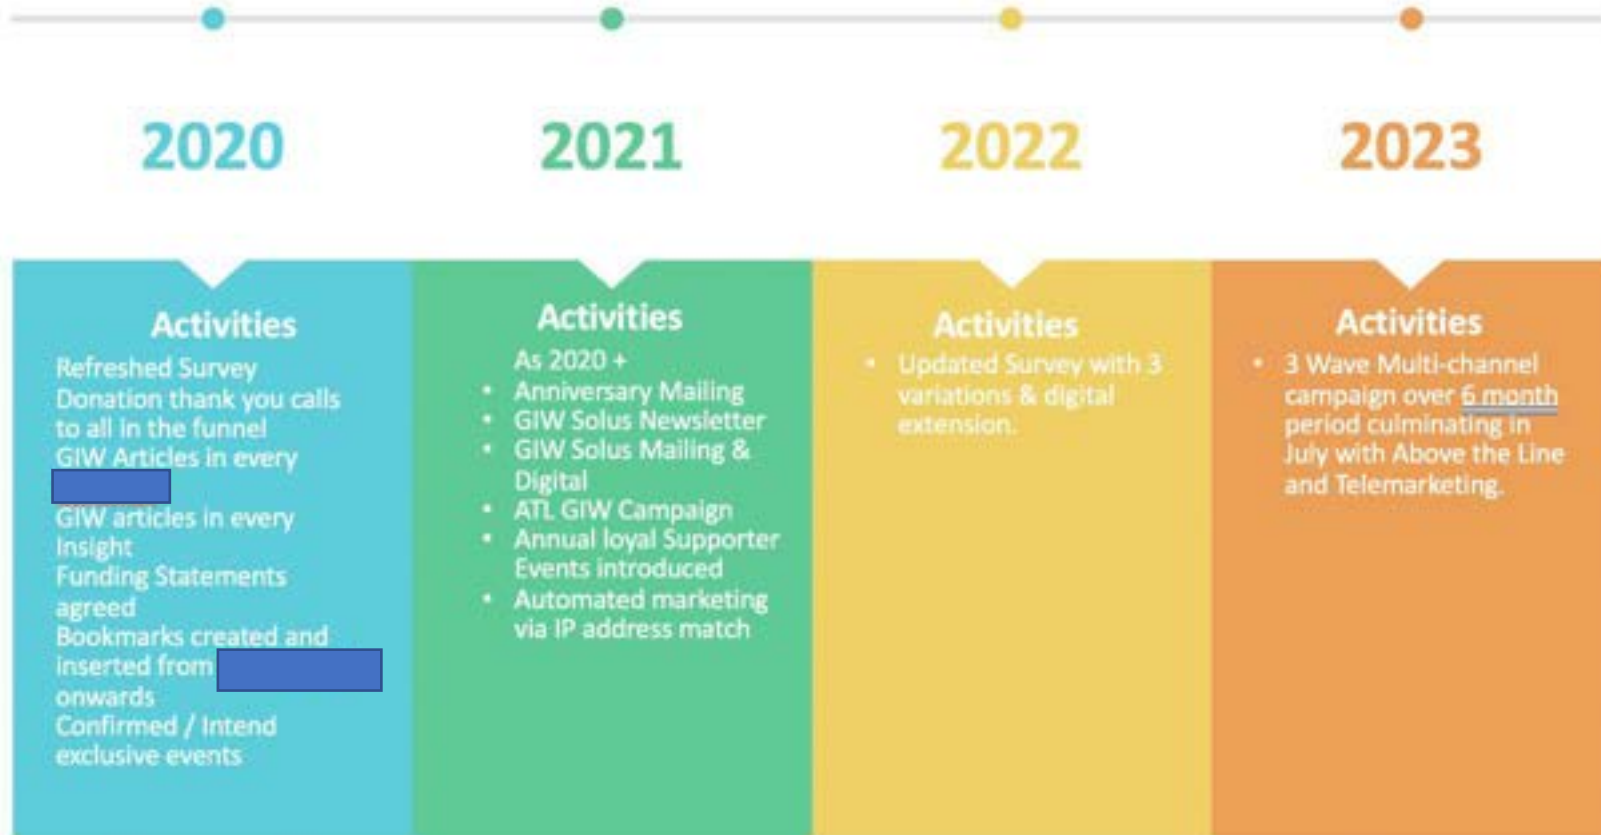 2020
2021
2022
2023
Activities
Refreshed Survey
Donation thank you calls
to all in the funnel
GIW Articles in every
GIW articles in every
Insight
Funding Statements
agreed
Bookmarks created and
inserted from
onwards
Confirmed / Intend
exclusive events
Activities
As 2020 +
• Anniversary Mailing
• GIW Solus Newsletter
• GIW Solus Mailing &
Digital
• ATL GIW Campaign
• Annual loyal Supporter
Events introduced
• Automated marketing
via IP address match
Activities
• Updated Survey with 3
variations & digital
extension.
Activities
• 3 Wave Multi-channel
campaign over 6 month
period culminating in
July with Above the Line
and Telemarketing.